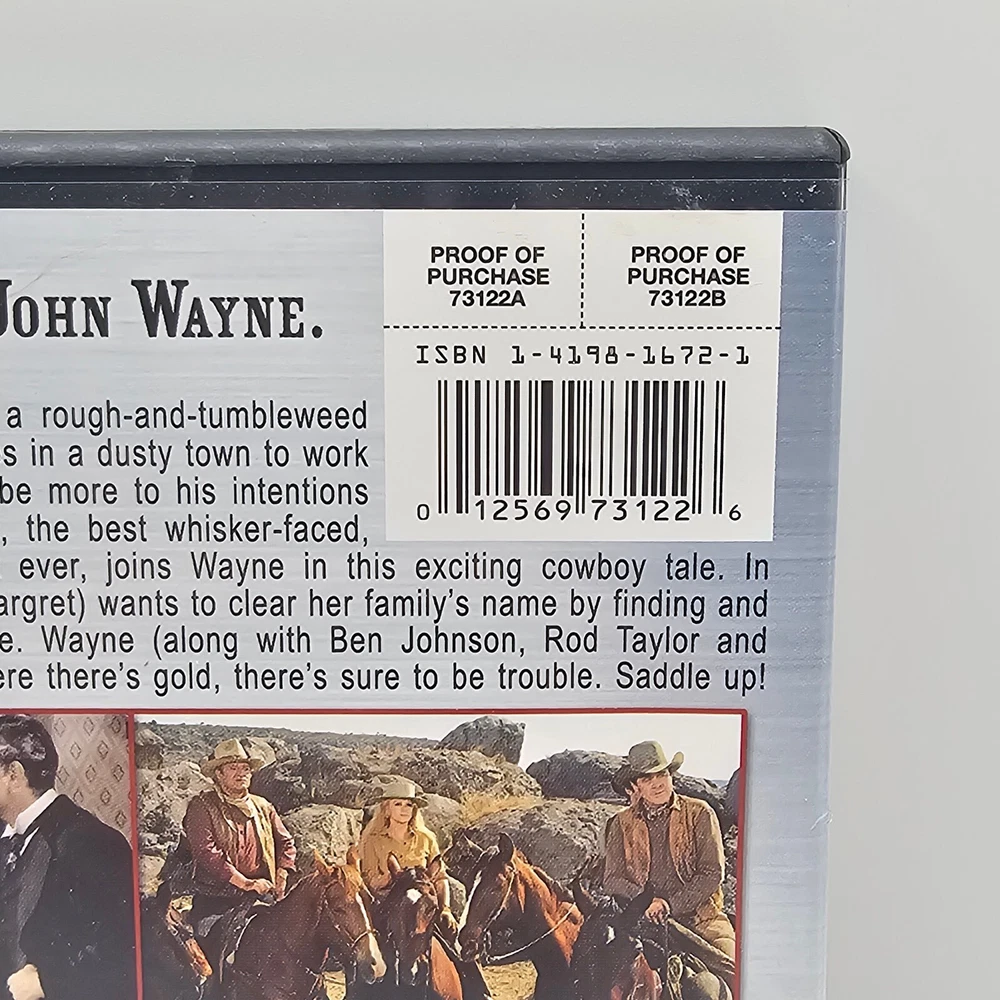 PROOF OF
PURCHASE
73122A
PROOF OF
PURCHASE
73122B
ISBN 1-4198-1672-1
0 12569 73122 6
JOHN WAYNE.
a rough-and-tumbleweed
s in a dusty town to work
be more to his intentions
, the best whisker-faced,
ever, joins Wayne in this exciting cowboy tale. In
argret) wants to clear her family's name by finding and
e. Wayne (along with Ben Johnson, Rod Taylor and
ere there's gold, there's sure to be trouble. Saddle up!